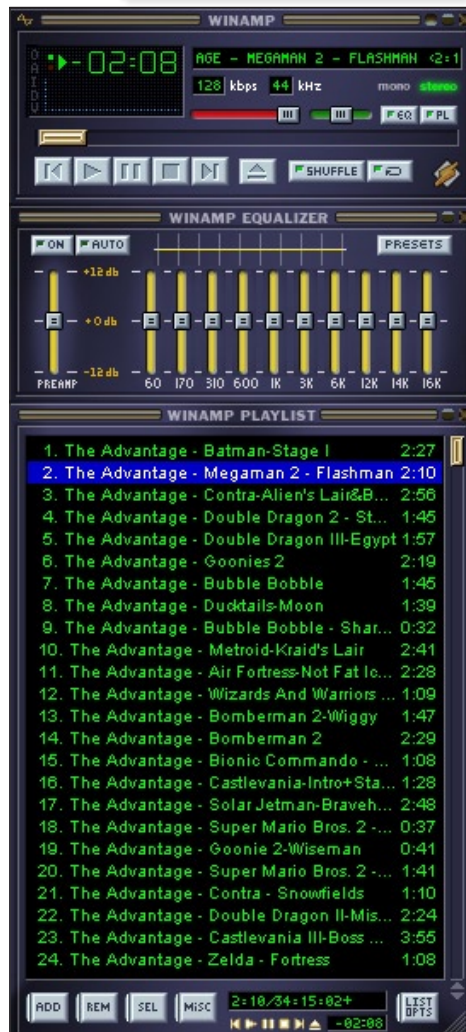 WINAMP
O
A
I
D
V
-02:08
AGE - MEGAMAN 2 - FLASHMAN <2:1
128 kbps 44 kHz mono stereo
EQ PL
SHUFFLE
WINAMP EQUALIZER
ON AUTO PRESETS
+12 db
+0 db
-12 db
PREAMP 60 170 310 600 1K 3K 6K 12K 14K 16K
WINAMP PLAYLIST
1. The Advantage - Batman-Stage I 2:27
2. The Advantage - Megaman 2 - Flashman 2:10
3. The Advantage - Contra-Alien's Lair&B... 2:56
4. The Advantage - Double Dragon 2 - St... 1:45
5. The Advantage - Double Dragon III-Egypt 1:57
6. The Advantage - Goonies 2 2:19
7. The Advantage - Bubble Bobble 1:45
8. The Advantage - Ducktails-Moon 1:39
9. The Advantage - Bubble Bobble - Shar... 0:32
10. The Advantage - Metroid-Kraid's Lair 2:41
11. The Advantage - Air Fortress-Not Fat Ic... 2:28
12. The Advantage - Wizards And Warriors ... 1:09
13. The Advantage - Bomberman 2-Wiggy 1:47
14. The Advantage - Bomberman 2 2:29
15. The Advantage - Bionic Commando - ... 1:08
16. The Advantage - Castlevania-Intro+Sta... 1:28
17. The Advantage - Solar Jetman-Braveh... 2:48
18. The Advantage - Super Mario Bros. 2 -... 0:37
19. The Advantage - Goonie 2-Wiseman 0:41
20. The Advantage - Super Mario Bros. 2 -... 1:41
21. The Advantage - Contra - Snowfields 1:10
22. The Advantage - Double Dragon II-Mis... 2:24
23. The Advantage - Castlevania III-Boss ... 3:55
24. The Advantage - Zelda - Fortress 1:08
ADD REM SEL MISC 2:10/34:15:02+ LIST OPTS
-02:08